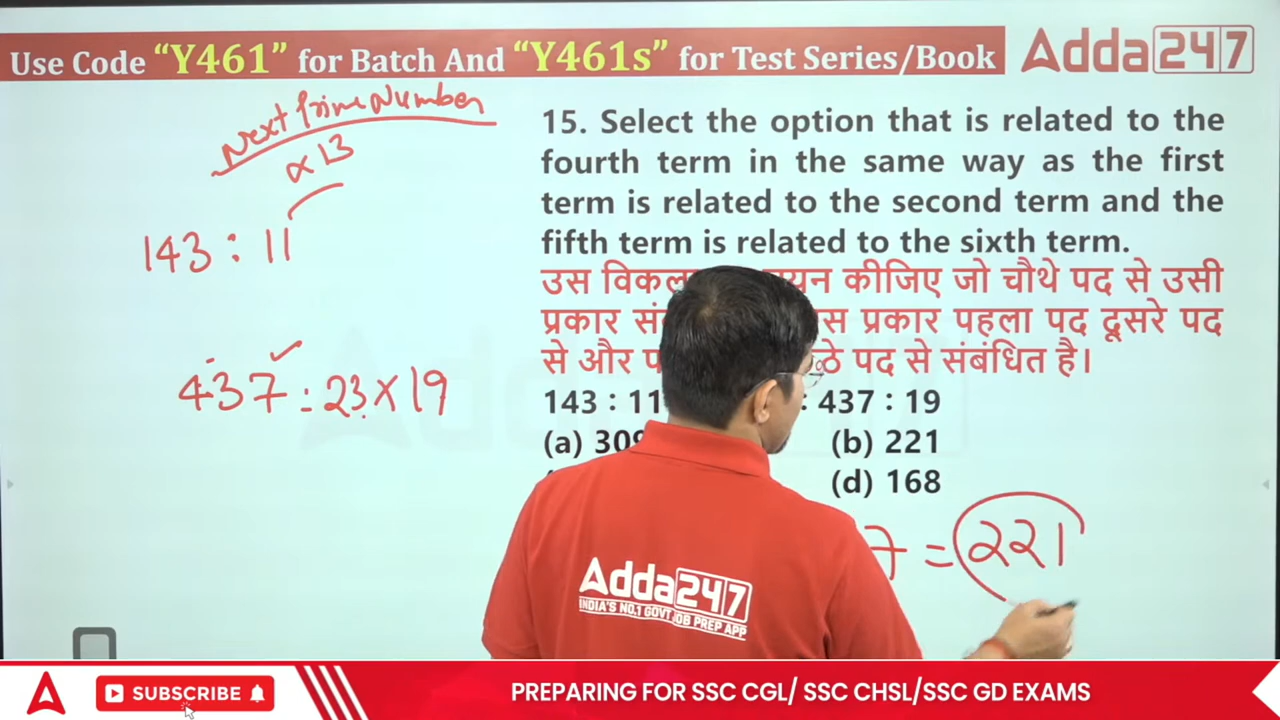 Use Code “Y461” for Batch And “Y461s” for Test Series/Book
Adda247
Next Prime Number
×13
143 : 11
437 : 23 × 19
15. Select the option that is related to the
fourth term in the same way as the first
term is related to the second term and the
fifth term is related to the sixth term.
उस चयन कीजिए जो चौथे पद से उसी
प्रकार जिस प्रकार पहला पद दूसरे पद
से और छठे पद से संबंधित है।
143 : 11 : 437 : 19
(a) (b) 221
(d) 168
7 = 221
Adda247
INDIA'S NO.1 GOVT JOB PREP APP
SUBSCRIBE
PREPARING FOR SSC CGL/ SSC CHSL/SSC GD EXAMS